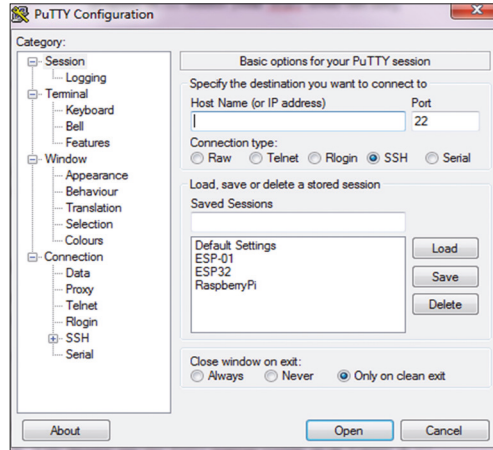 PuTTY Configuration
Category:
Session
Logging
Terminal
Keyboard
Bell
Features
Window
Appearance
Behaviour
Translation
Selection
Colours
Connection
Data
Proxy
Telnet
Rlogin
SSH
Serial
Basic options for your PuTTY session
Specify the destination you want to connect to
Host Name (or IP address) Port
22
Connection type:
Raw Telnet Rlogin SSH Serial
Load, save or delete a stored session
Saved Sessions
Default Settings
ESP-01
ESP32
RaspberryPi
Load
Save
Delete
Close window on exit:
Always Never Only on clean exit
About Open Cancel